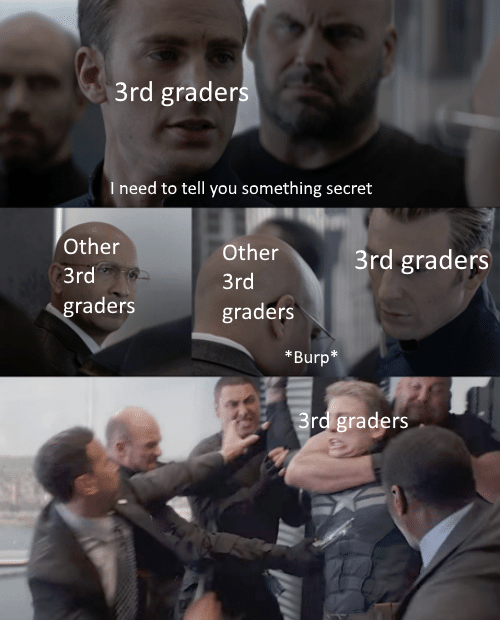 3rd graders
I need to tell you something secret
Other
3rd
graders
Other
3rd
graders
3rd graders
*Burp*
3rd graders